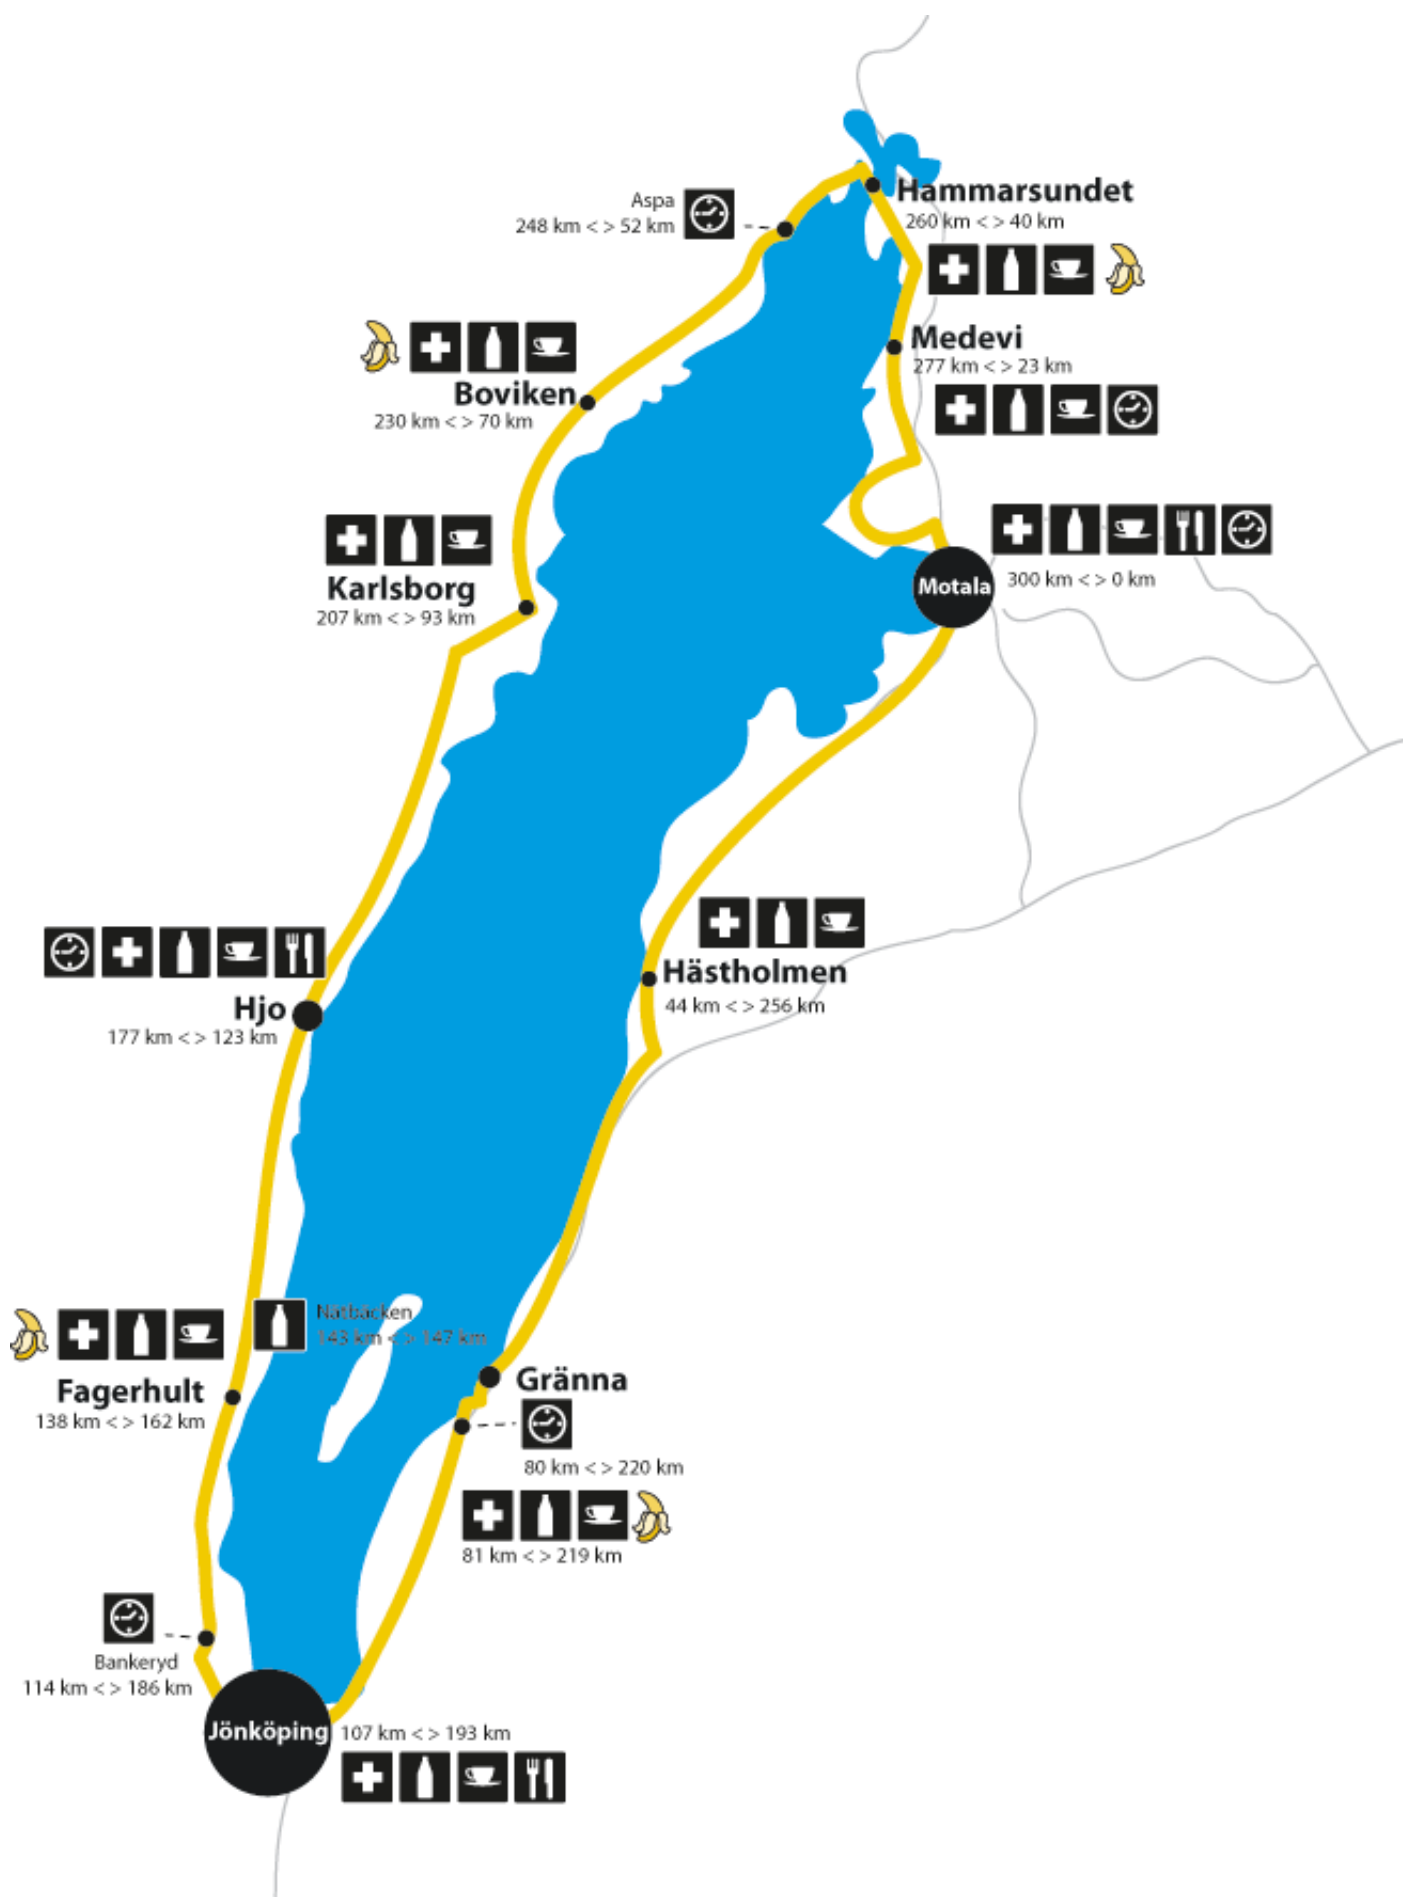 Aspa
248 km < > 52 km
Hammarsundet
260 km < > 40 km
Medevi
277 km < > 23 km
Boviken
230 km < > 70 km
Karlsborg
207 km < > 93 km
Motala
300 km < > 0 km
Hästholmen
44 km < > 256 km
Hjo
177 km < > 123 km
Nätbäcken
143 km < > 147 km
Fagerhult
138 km < > 162 km
Gränna
80 km < > 220 km
81 km < > 219 km
Bankeryd
114 km < > 186 km
Jönköping
107 km < > 193 km